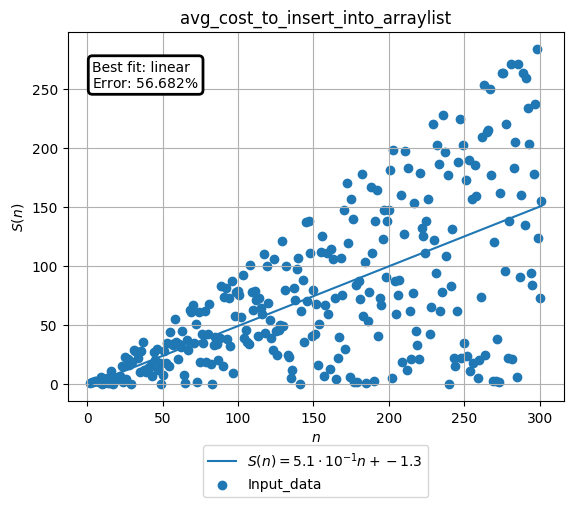 avg_cost_to_insert_into_arraylist
Best fit: linear
Error: 56.682%
250
200
150
100
50
0
S(n)
0 50 100 150 200 250 300
n
S(n) = 5.1 · 10⁻¹n + −1.3
Input_data